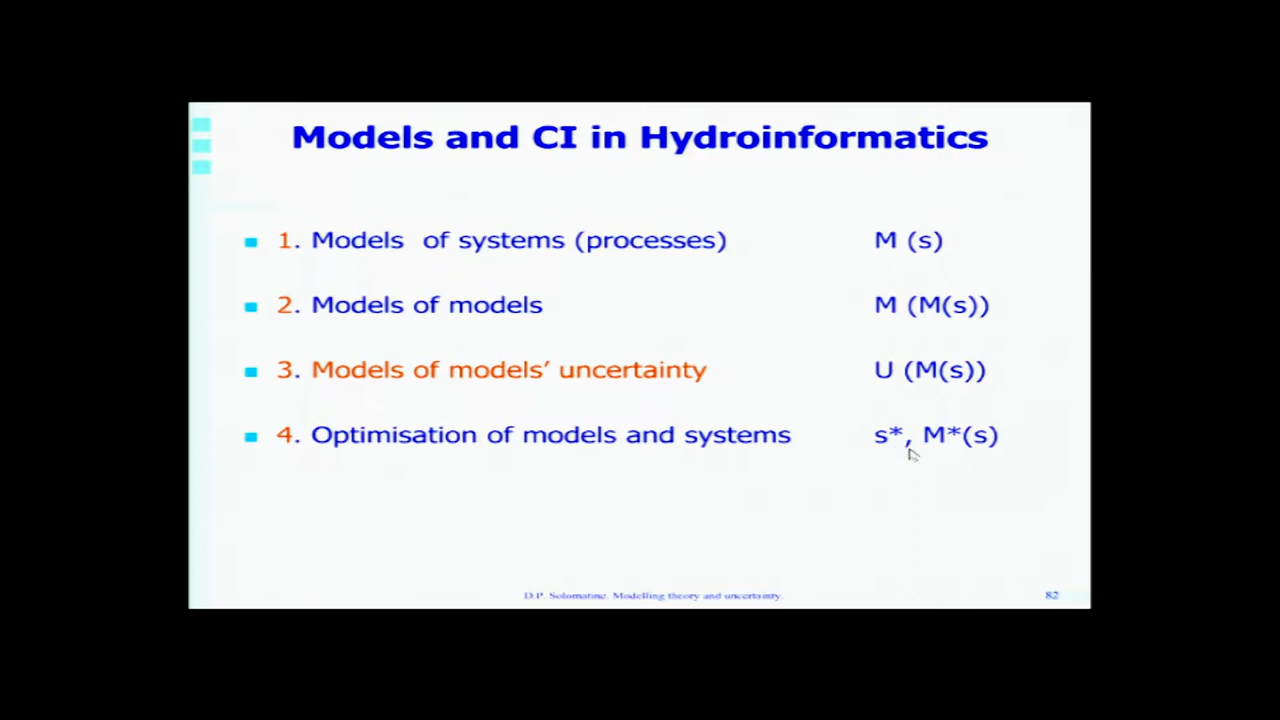 Models and CI in Hydroinformatics
1. Models of systems (processes) M (s)
2. Models of models M (M(s))
3. Models of models’ uncertainty U (M(s))
4. Optimisation of models and systems s*, M*(s)
D.P. Solomatine. Modelling theory and uncertainty. 82